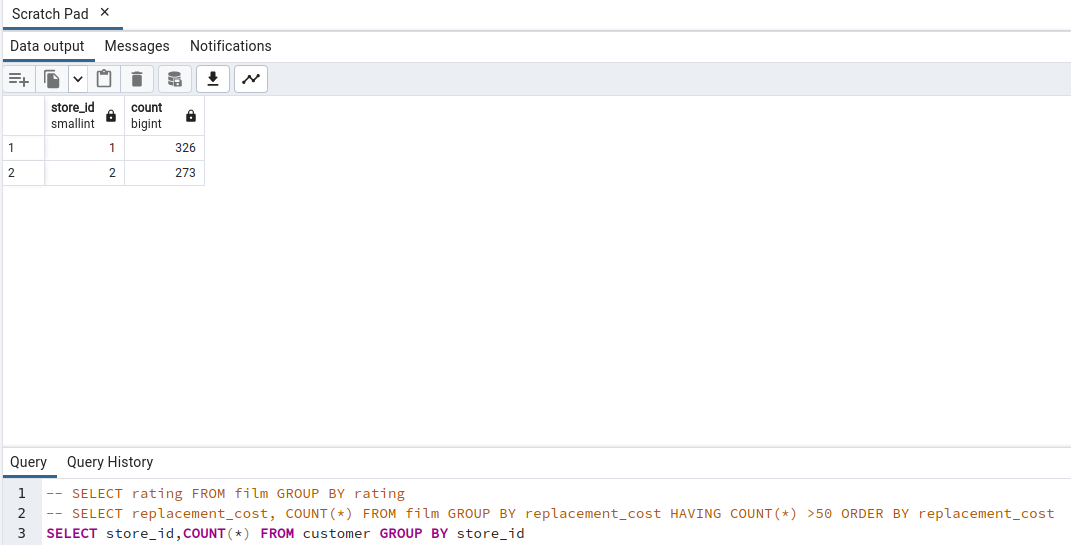 Scratch Pad ×
Data output Messages Notifications
store_id count
smallint bigint
1 1 326
2 2 273
Query Query History
1 -- SELECT rating FROM film GROUP BY rating
2 -- SELECT replacement_cost, COUNT(*) FROM film GROUP BY replacement_cost HAVING COUNT(*) >50 ORDER BY replacement_cost
3 SELECT store_id,COUNT(*) FROM customer GROUP BY store_id